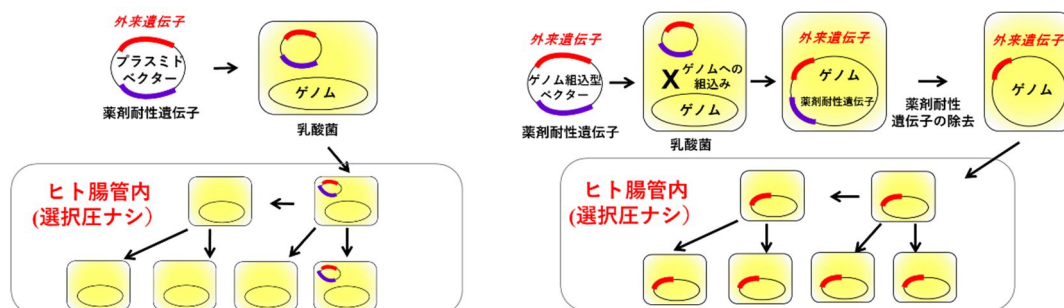 外来遺伝子
プラスミド
ベクター
薬剤耐性遺伝子
ゲノム
乳酸菌
ヒト腸管内
(選択圧ナシ）
外来遺伝子
ゲノム組込型
ベクター
薬剤耐性遺伝子
X
ゲノムへの
組込み
ゲノム
乳酸菌
外来遺伝子
ゲノム
薬剤耐性遺伝子
薬剤耐性
遺伝子の除去
外来遺伝子
ゲノム
ヒト腸管内
(選択圧ナシ）